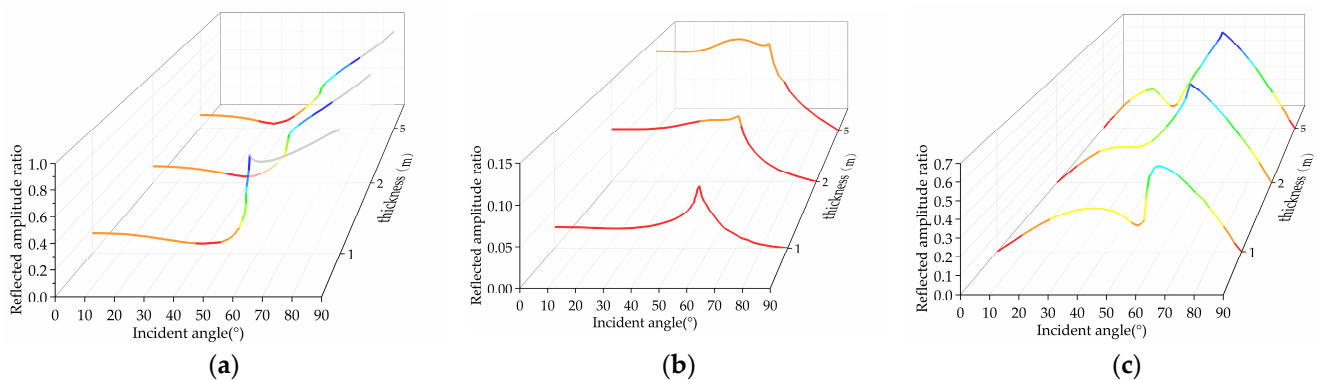 Reflected amplitude ratio
1.0
0.8
0.6
0.4
0.2
0.0
0 10 20 30 40 50 60 70 80 90
Incident angle(°)
1
2
5
thickness (m)
(a)
Reflected amplitude ratio
0.15
0.10
0.05
0.00
0 10 20 30 40 50 60 70 80 90
Incident angle(°)
1
2
5
thickness (m)
(b)
Reflected amplitude ratio
0.7
0.6
0.5
0.4
0.3
0.2
0.1
0.0
0 10 20 30 40 50 60 70 80 90
Incident angle(°)
1
2
5
thickness (m)
(c)